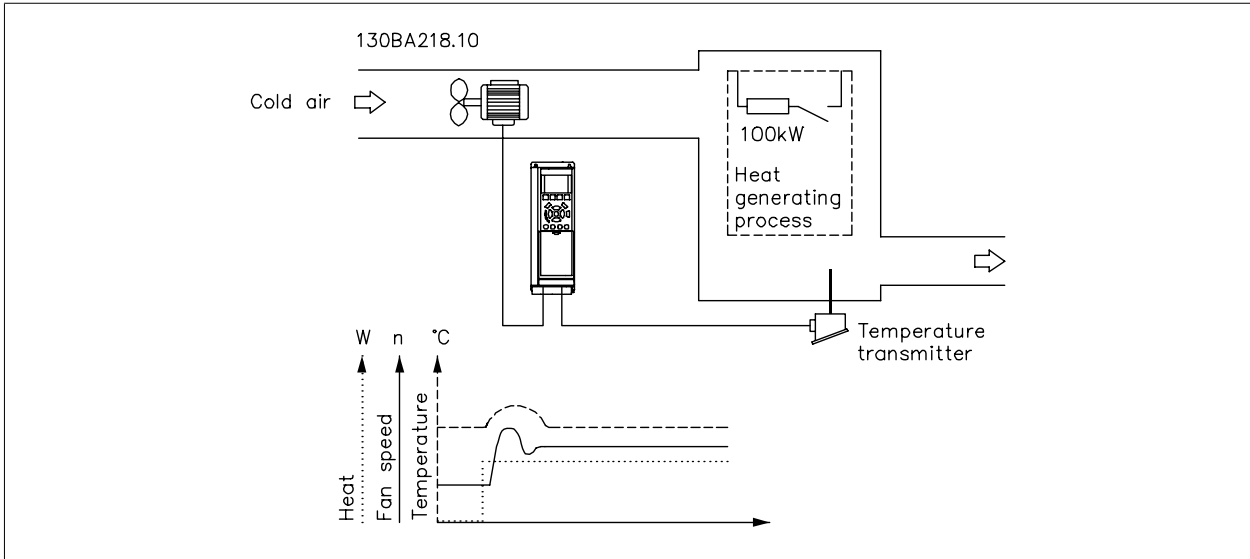 130BA218.10
Cold air
100kW
Heat
generating
process
Temperature
transmitter
W n °C
Heat
Fan speed
Temperature